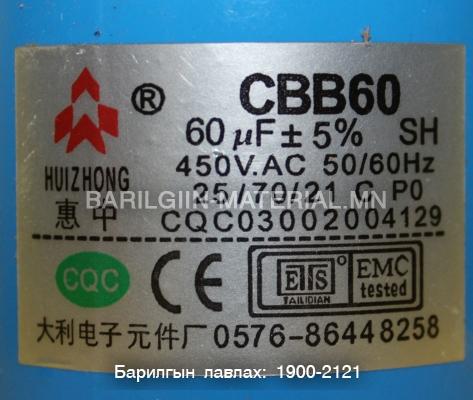 ® CBB60
60 µF ± 5% SH
450V.AC 50/60Hz
HUIZHONG
BARILGIIN-MATERIAL.MN
25/70/21 C P0
惠中
CQC03002004129
CQC CE ETS TAILIDIAN EMC tested
大利电子元件厂 0576-86448258
Барилгын лавлах: 1900-2121